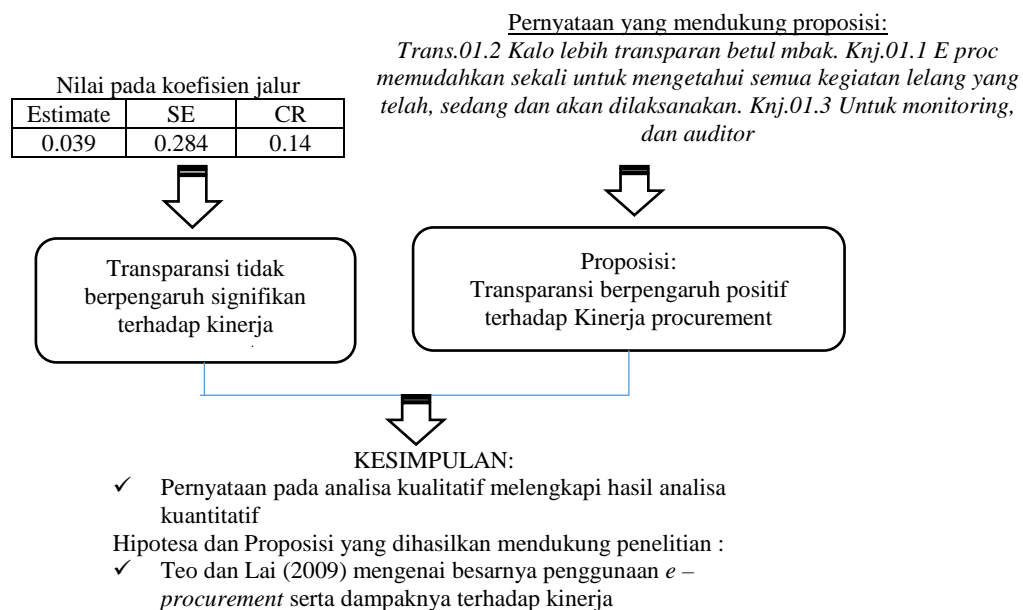 Pernyataan yang mendukung proposisi:
Trans.01.2 Kalo lebih transparan betul mbak. Knj.01.1 E proc
memudahkan sekali untuk mengetahui semua kegiatan lelang yang
telah, sedang dan akan dilaksanakan. Knj.01.3 Untuk monitoring,
dan auditor
Nilai pada koefisien jalur
Estimate SE CR
0.039 0.284 0.14
Transparansi tidak
berpengaruh signifikan
terhadap kinerja
Proposisi:
Transparansi berpengaruh positif
terhadap Kinerja procurement
KESIMPULAN:
✓ Pernyataan pada analisa kualitatif melengkapi hasil analisa
kuantitatif
Hipotesa dan Proposisi yang dihasilkan mendukung penelitian :
✓ Teo dan Lai (2009) mengenai besarnya penggunaan e –
procurement serta dampaknya terhadap kinerja